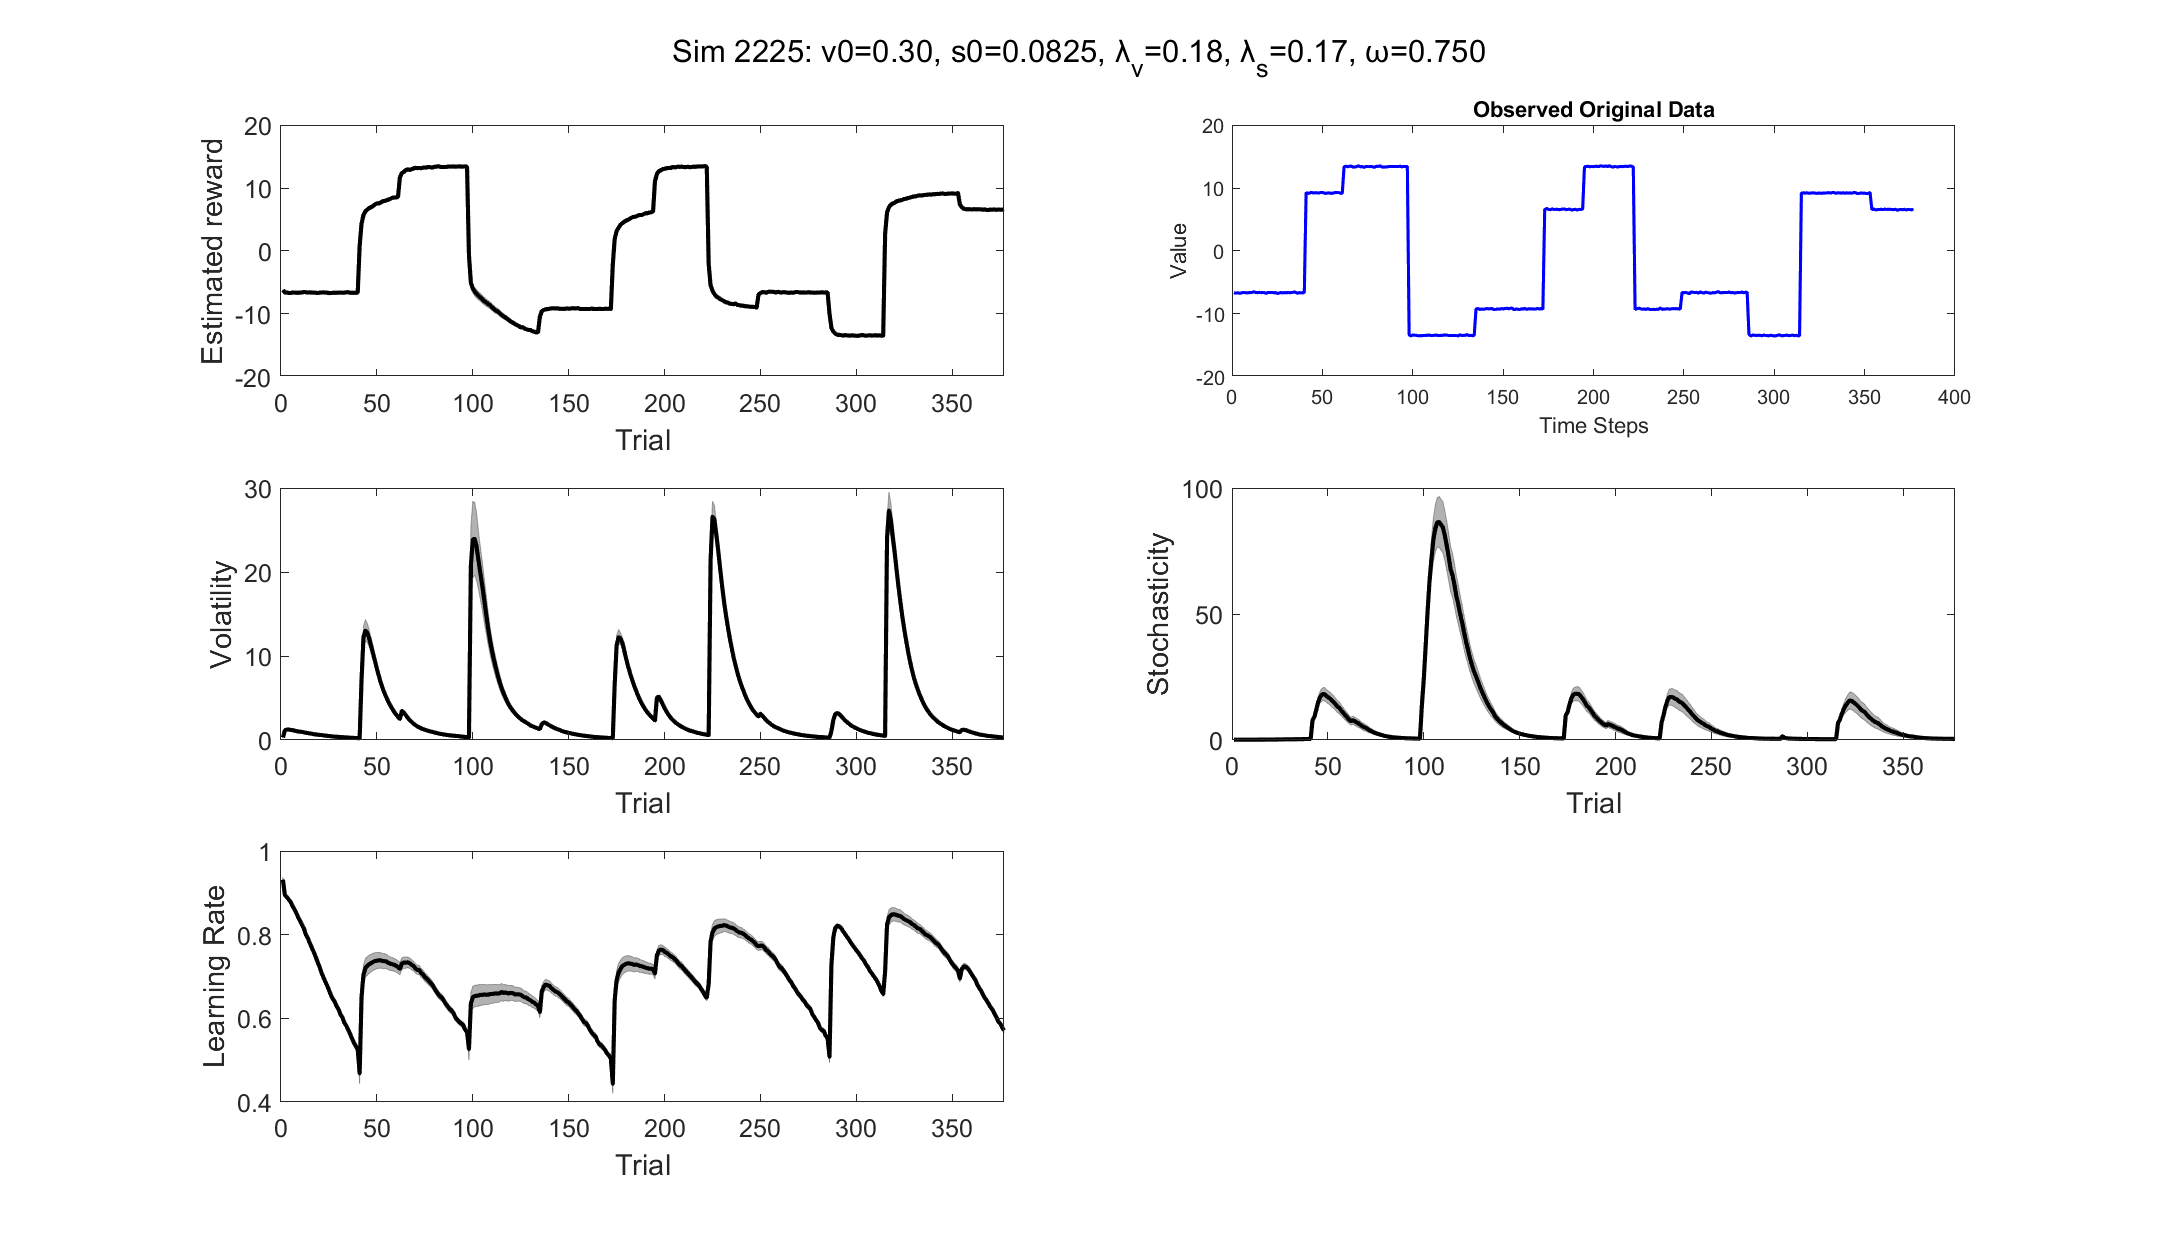 Sim 2225: v0=0.30, s0=0.0825, λ_v=0.18, λ_s=0.17, ω=0.750
Estimated reward
20
10
0
-10
-20
0 50 100 150 200 250 300 350
Trial
Observed Original Data
Value
20
10
0
-10
-20
0 50 100 150 200 250 300 350 400
Time Steps
Volatility
30
20
10
0
0 50 100 150 200 250 300 350
Trial
Stochasticity
100
50
0
0 50 100 150 200 250 300 350
Trial
Learning Rate
1
0.8
0.6
0.4
0 50 100 150 200 250 300 350
Trial